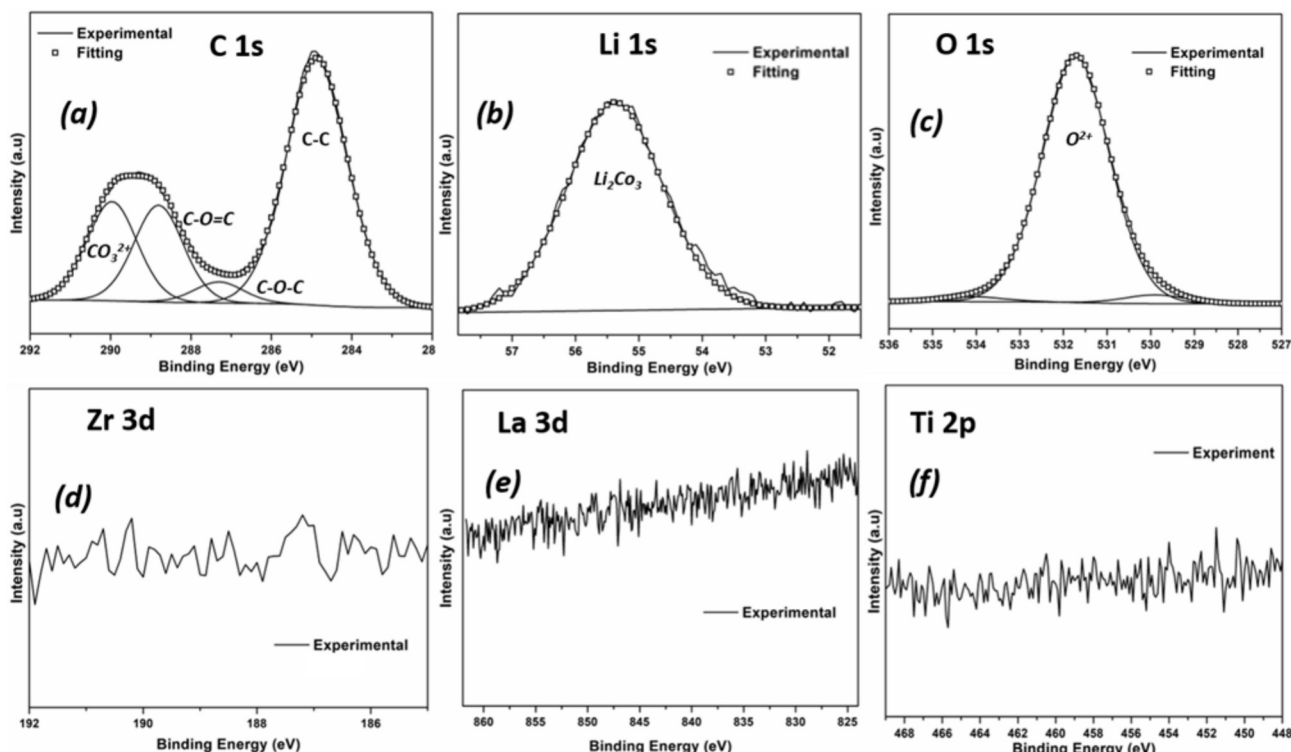 Experimental
Fitting
C 1s
(a)
C-C
C-O=C
CO₃²⁺
C-O-C
Intensity (a.u)
292 290 288 286 284 28
Binding Energy (eV)
Li 1s
Experimental
Fitting
(b)
Li₂Co₃
Intensity (a.u)
57 56 55 54 53 52
Binding Energy (eV)
O 1s
Experimental
Fitting
(c)
O²⁺
Intensity (a.u)
536 535 534 533 532 531 530 529 528 527
Binding Energy (eV)
Zr 3d
(d)
Experimental
Intensity (a.u)
192 190 188 186
Binding Energy (eV)
La 3d
(e)
Experimental
Intensity (a.u)
860 855 850 845 840 835 830 825
Binding Energy (eV)
Ti 2p
Experiment
(f)
Intensity (a.u)
468 466 464 462 460 458 456 454 452 450 448
Binding Energy (eV)